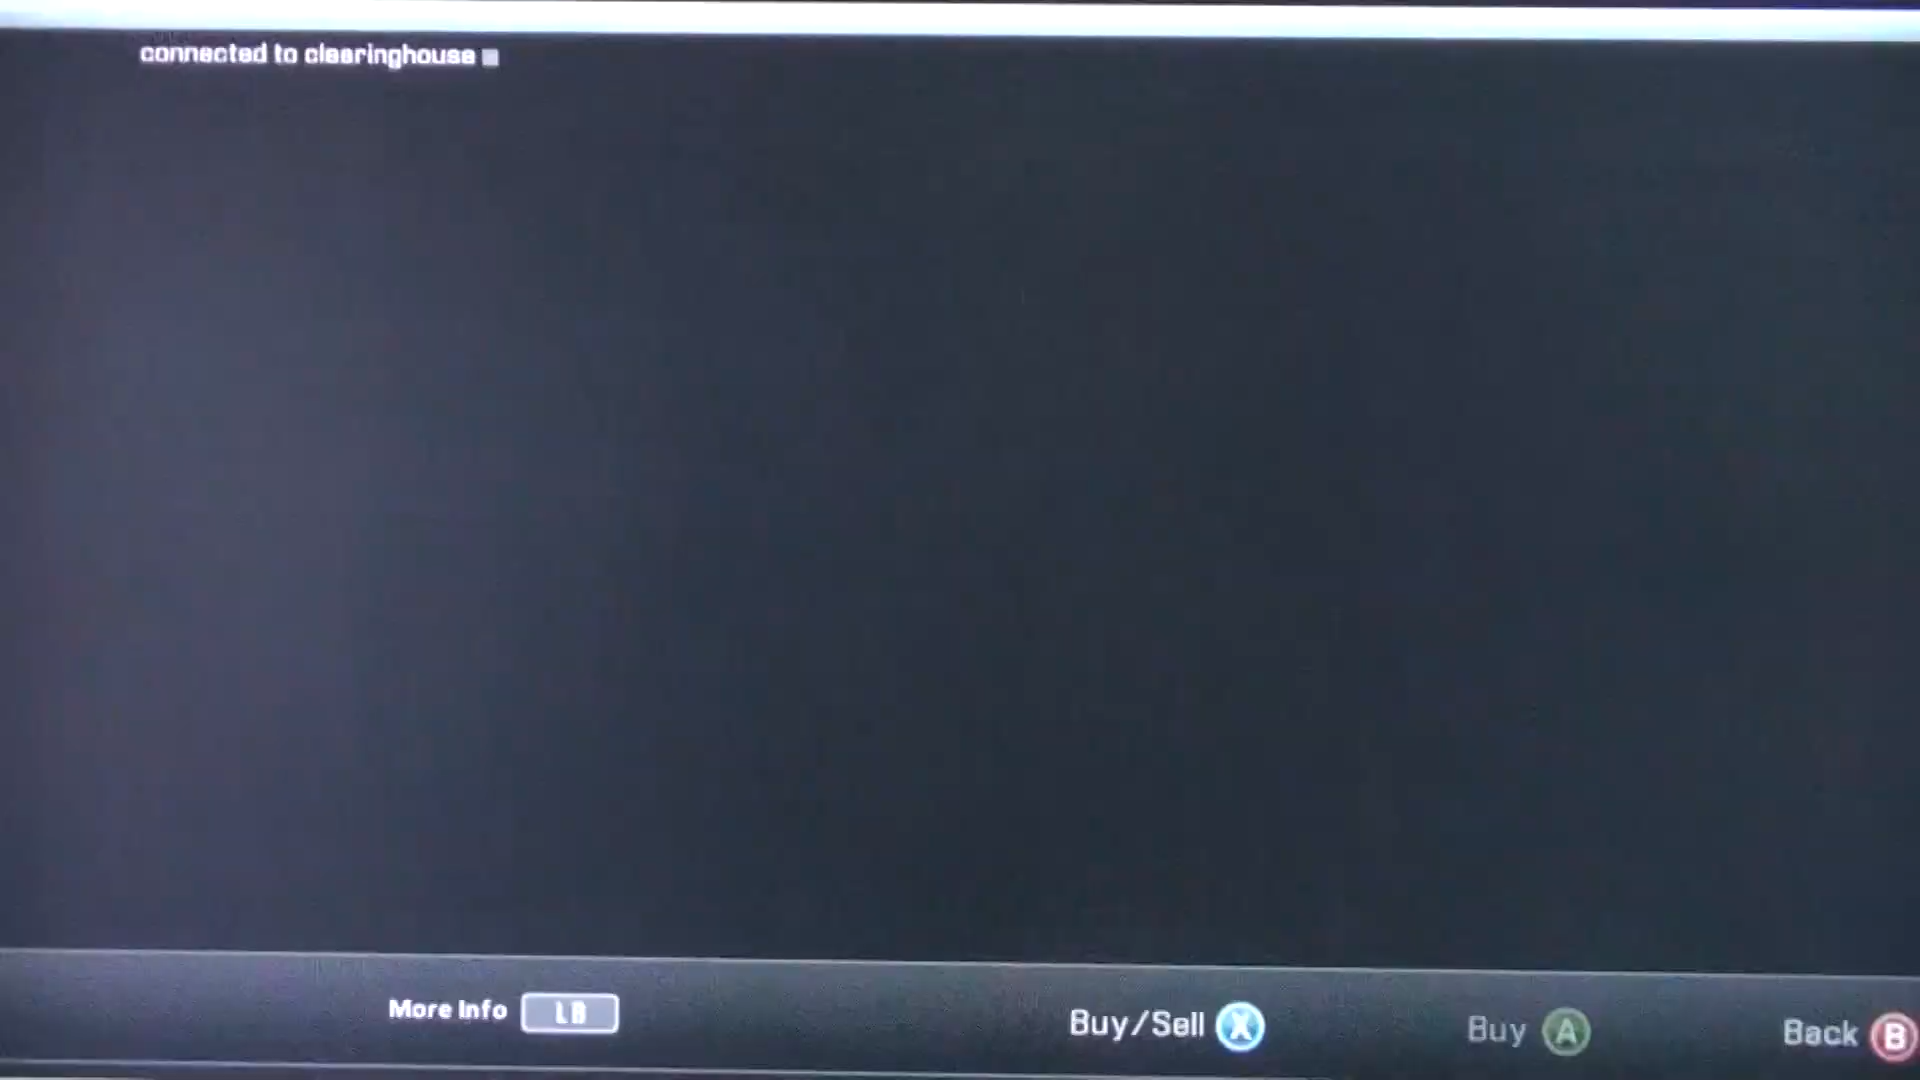 connected to clearinghouse
More Info LB
Buy/Sell X
Buy A
Back B